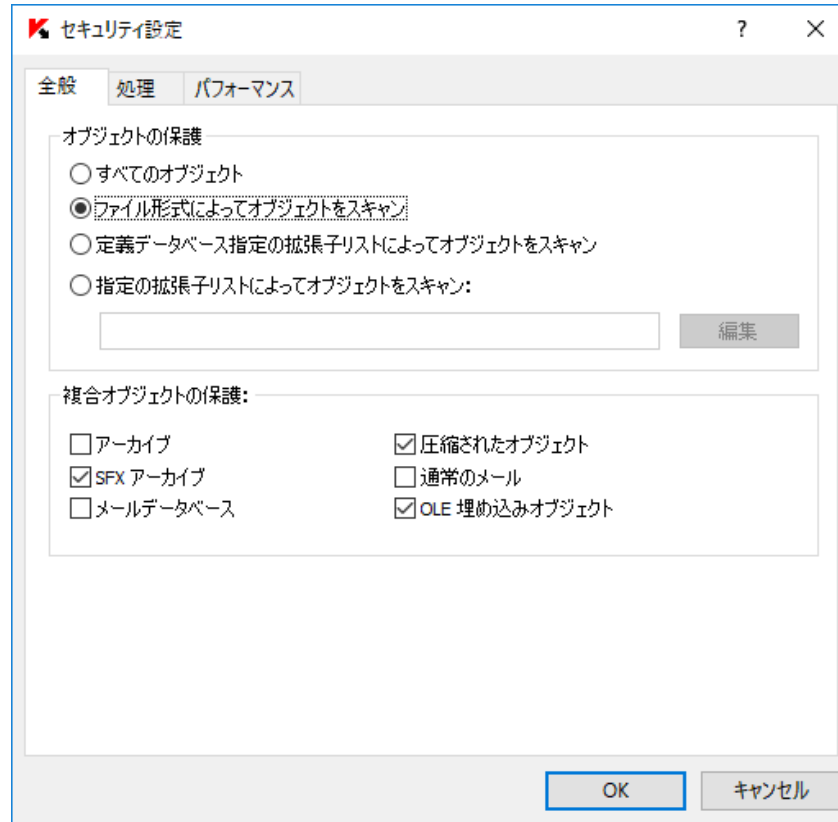 セキュリティ設定
全般 処理 パフォーマンス
オブジェクトの保護
すべてのオブジェクト
ファイル形式によってオブジェクトをスキャン
定義データベース指定の拡張子リストによってオブジェクトをスキャン
指定の拡張子リストによってオブジェクトをスキャン:
編集
複合オブジェクトの保護:
アーカイブ 圧縮されたオブジェクト
SFX アーカイブ 通常のメール
メールデータベース OLE 埋め込みオブジェクト
OK キャンセル